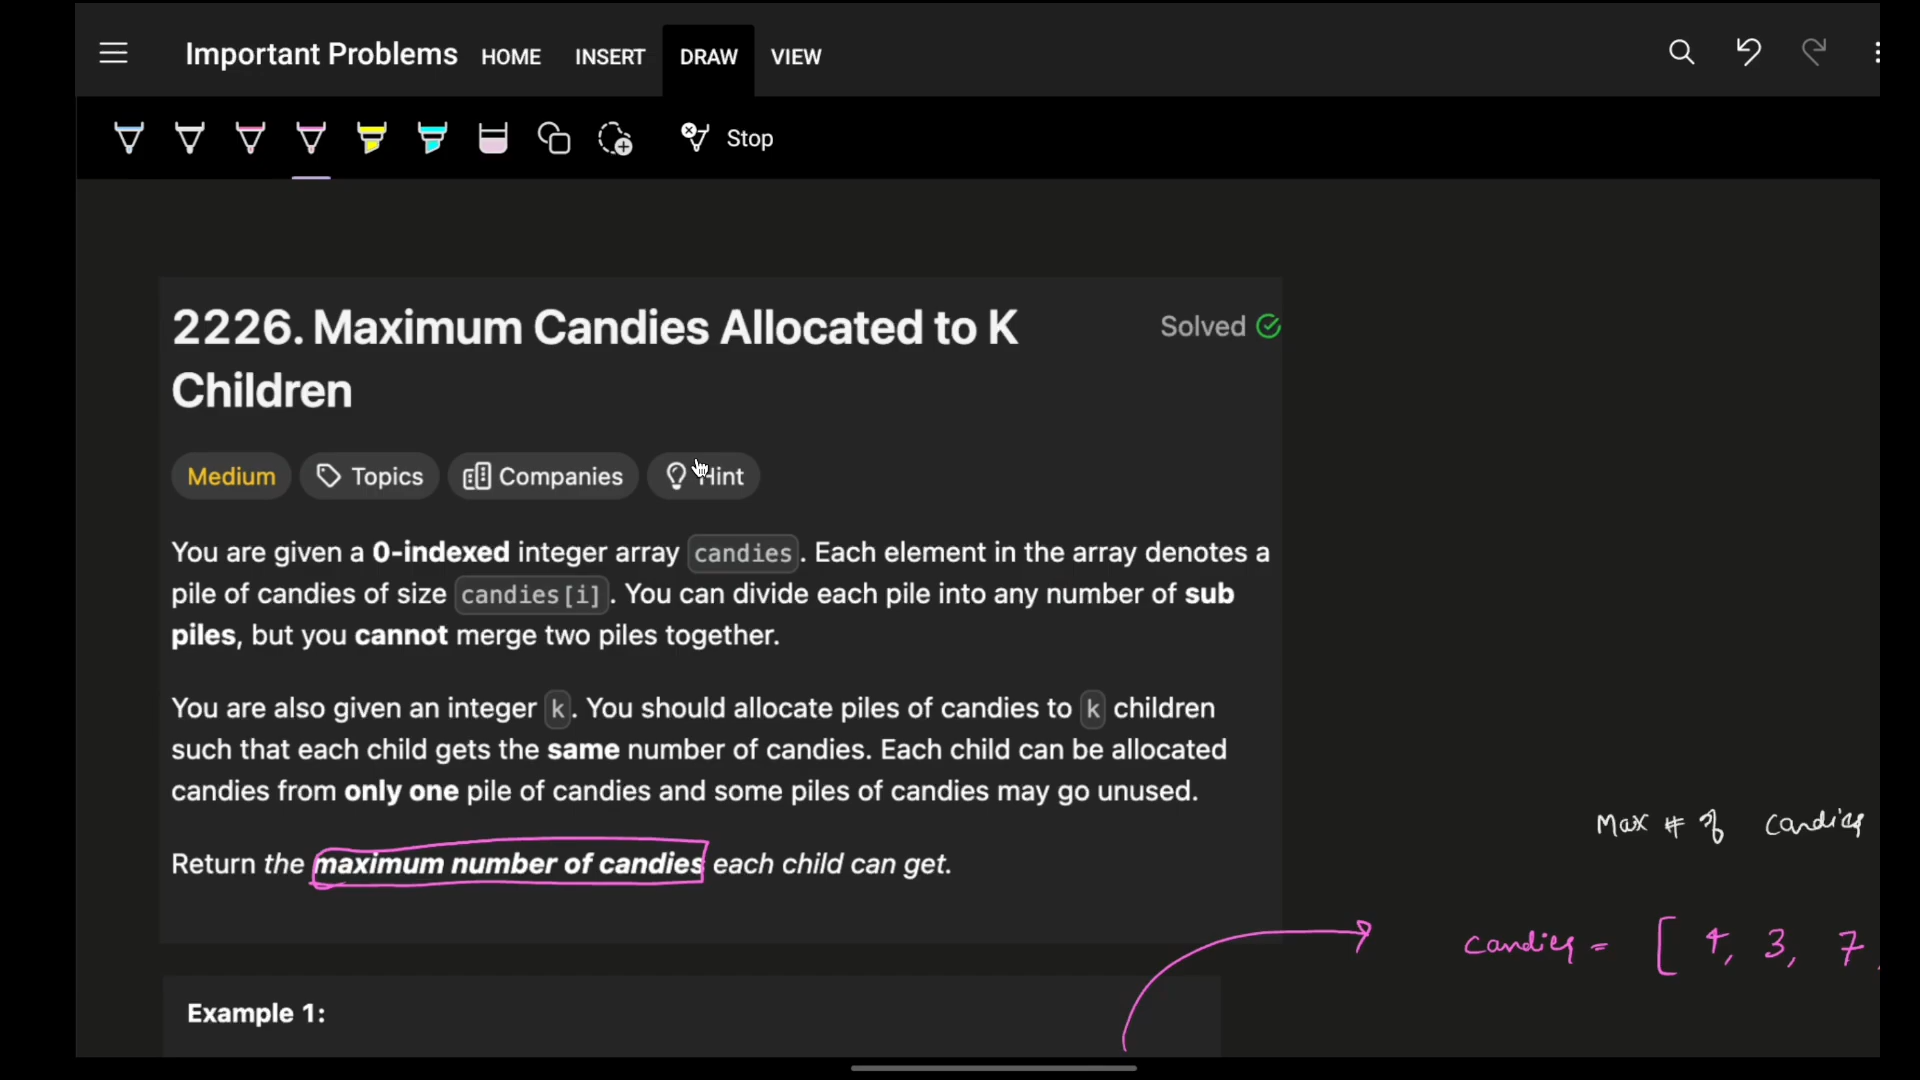 Important Problems HOME INSERT DRAW VIEW
Stop
2226. Maximum Candies Allocated to K
Children
Solved
Medium Topics Companies Hint
You are given a 0-indexed integer array candies. Each element in the array denotes a
pile of candies of size candies[i]. You can divide each pile into any number of sub
piles, but you cannot merge two piles together.
You are also given an integer k. You should allocate piles of candies to k children
such that each child gets the same number of candies. Each child can be allocated
candies from only one pile of candies and some piles of candies may go unused.
Max # of candies
Return the maximum number of candies each child can get.
candies = [ 4, 3, 7,
Example 1: